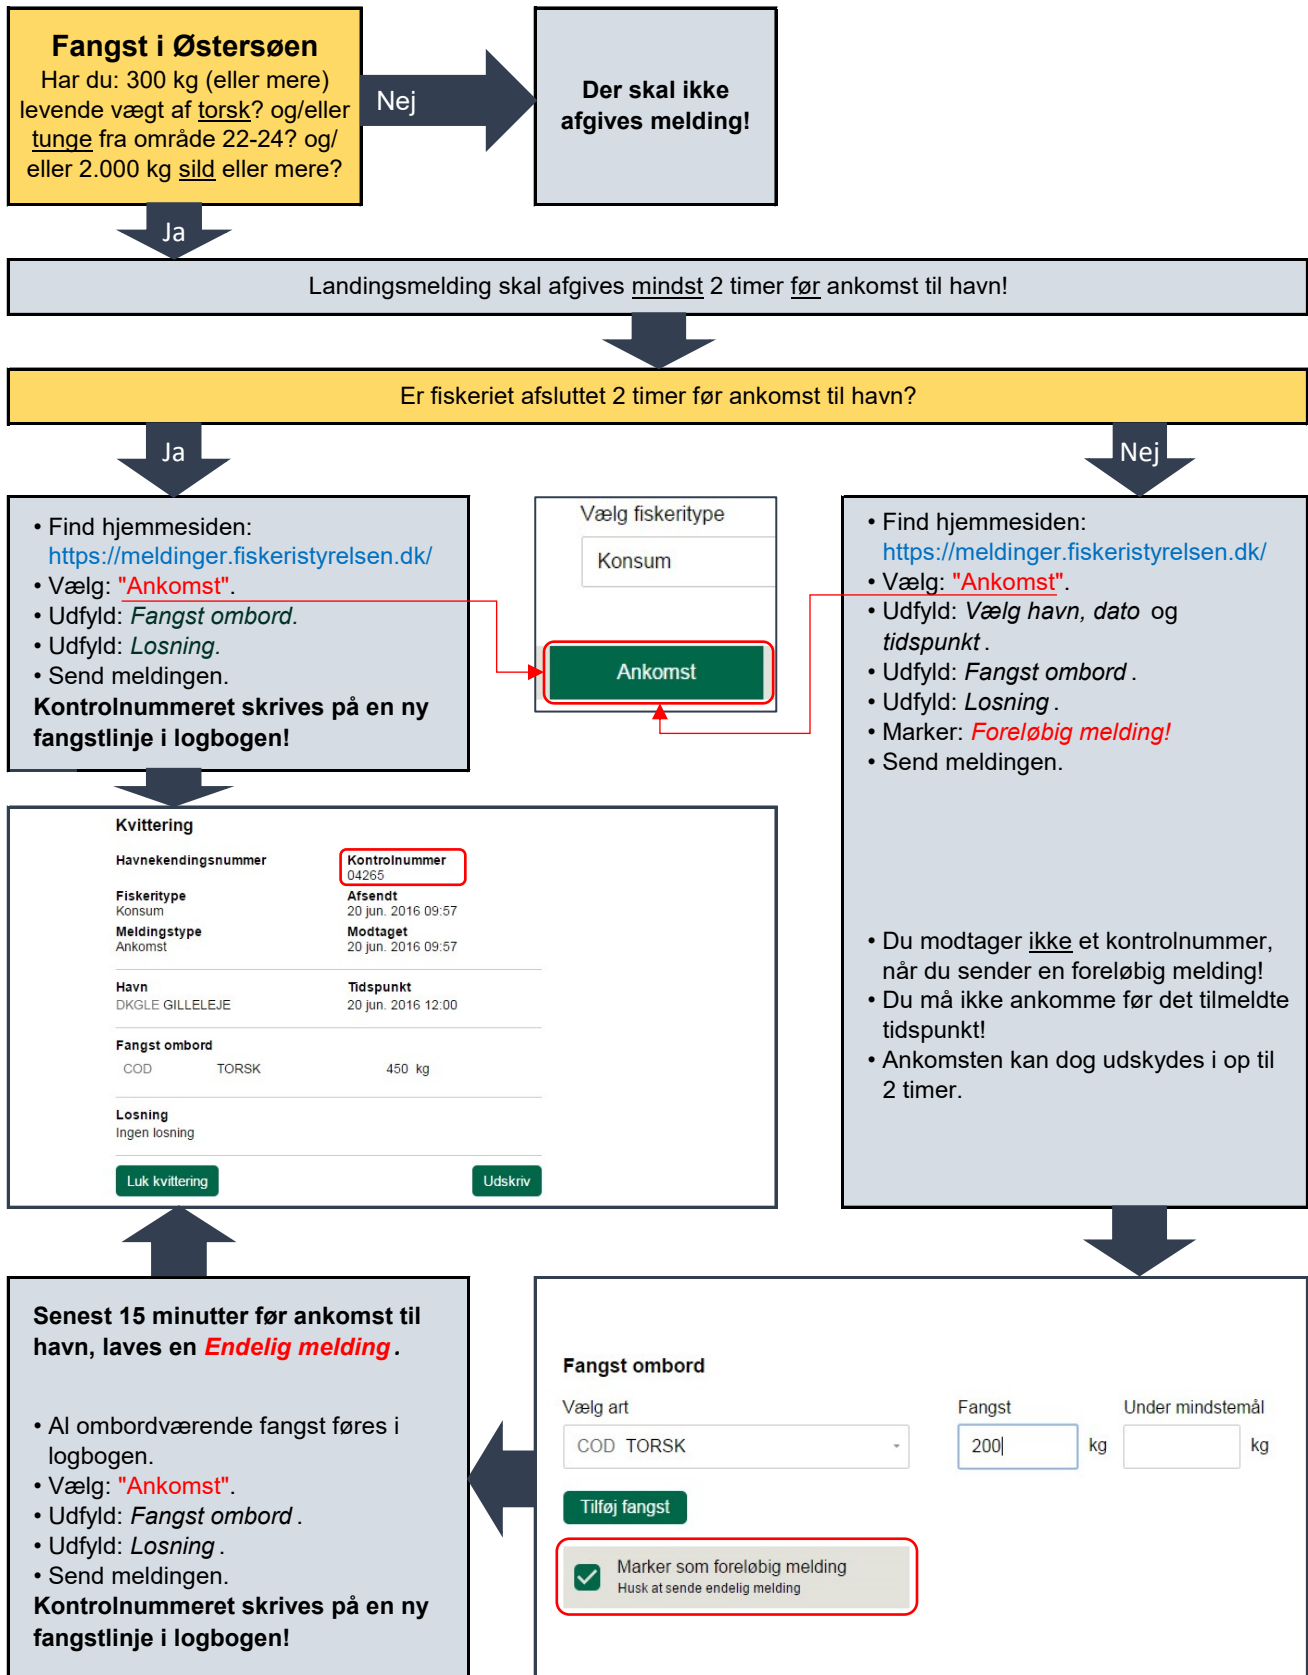 Fangst i Østersøen
Har du: 300 kg (eller mere)
levende vægt af torsk? og/eller
tunge fra område 22-24? og/
eller 2.000 kg sild eller mere?
Nej
Der skal ikke
afgives melding!
Ja
Landingsmelding skal afgives mindst 2 timer før ankomst til havn!
Er fiskeriet afsluttet 2 timer før ankomst til havn?
Ja
Nej
• Find hjemmesiden:
https://meldinger.fiskeristyrelsen.dk/
• Vælg: "Ankomst".
• Udfyld: Fangst ombord.
• Udfyld: Losning.
• Send meldingen.
Kontrolnummeret skrives på en ny
fangstlinje i logbogen!
Vælg fiskeritype
Konsum
Ankomst
• Find hjemmesiden:
https://meldinger.fiskeristyrelsen.dk/
• Vælg: "Ankomst".
• Udfyld: Vælg havn, dato og
tidspunkt.
• Udfyld: Fangst ombord.
• Udfyld: Losning.
• Marker: Foreløbig melding!
• Send meldingen.
• Du modtager ikke et kontrolnummer,
når du sender en foreløbig melding!
• Du må ikke ankomme før det tilmeldte
tidspunkt!
• Ankomsten kan dog udskydes i op til
2 timer.
Kvittering
Havnekendingsnummer Kontrolnummer
04265
Fiskeritype Afsendt
Konsum 20 jun. 2016 09:57
Meldingstype Modtaget
Ankomst 20 jun. 2016 09:57
Havn Tidspunkt
DKGLE GILLELEJE 20 jun. 2016 12:00
Fangst ombord
COD TORSK 450 kg
Losning
Ingen losning
Luk kvittering Udskriv
Senest 15 minutter før ankomst til
havn, laves en Endelig melding.
• Al ombordværende fangst føres i
logbogen.
• Vælg: "Ankomst".
• Udfyld: Fangst ombord.
• Udfyld: Losning.
• Send meldingen.
Kontrolnummeret skrives på en ny
fangstlinje i logbogen!
Fangst ombord
Vælg art Fangst Under mindstemål
COD TORSK 200 kg kg
Tilføj fangst
Marker som foreløbig melding
Husk at sende endelig melding